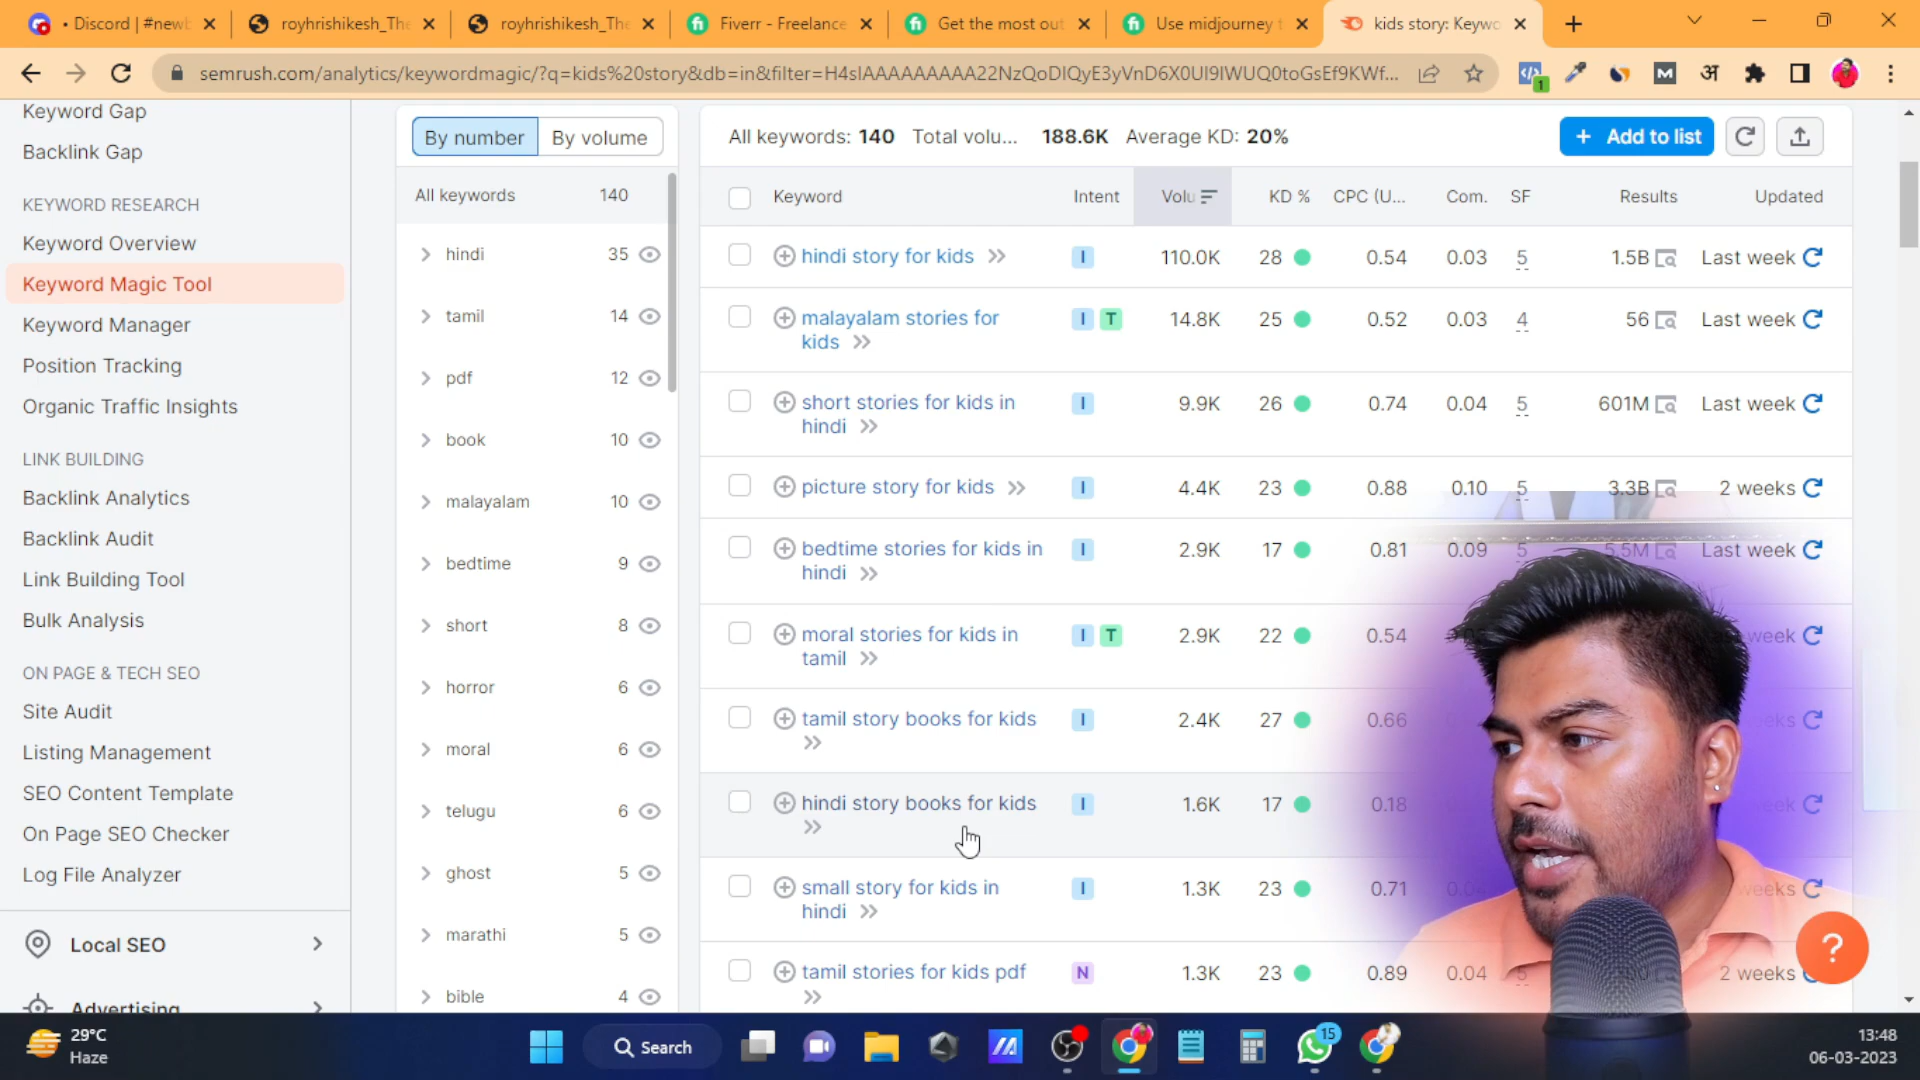 • Discord | #newb
royhrishikesh_The
royhrishikesh_The
Fiverr - Freelance
Get the most out
Use midjourney t
kids story: Keywo
semrush.com/analytics/keywordmagic/?q=kids%20story&db=in&filter=H4sIAAAAAAAAA22NzQoDIQyE3yVnD6X0UI9IWUQ0toGsEf9KWf...
Keyword Gap
Backlink Gap
KEYWORD RESEARCH
Keyword Overview
Keyword Magic Tool
Keyword Manager
Position Tracking
Organic Traffic Insights
LINK BUILDING
Backlink Analytics
Backlink Audit
Link Building Tool
Bulk Analysis
ON PAGE & TECH SEO
Site Audit
Listing Management
SEO Content Template
On Page SEO Checker
Log File Analyzer
Local SEO
Advertising
By number By volume
All keywords 140
hindi 35
tamil 14
pdf 12
book 10
malayalam 10
bedtime 9
short 8
horror 6
moral 6
telugu 6
ghost 5
marathi 5
bible 4
All keywords: 140 Total volu... 188.6K Average KD: 20%
+ Add to list
Keyword Intent Volu KD % CPC (U... Com. SF Results Updated
hindi story for kids I 110.0K 28 0.54 0.03 5 1.5B Last week
malayalam stories for
kids I T 14.8K 25 0.52 0.03 4 56 Last week
short stories for kids in
hindi I 9.9K 26 0.74 0.04 5 601M Last week
picture story for kids I 4.4K 23 0.88 0.10 5 3.3B 2 weeks
bedtime stories for kids in
hindi I 2.9K 17 0.81 0.09 5 5.5M Last week
moral stories for kids in
tamil I T 2.9K 22 0.54 week
tamil story books for kids I 2.4K 27 0.66
hindi story books for kids I 1.6K 17 0.18
small story for kids in
hindi I 1.3K 23 0.71 weeks
tamil stories for kids pdf N 1.3K 23 0.89 0.04 5 2 weeks
?
29°C
Haze
Search
15
13:48
06-03-2023